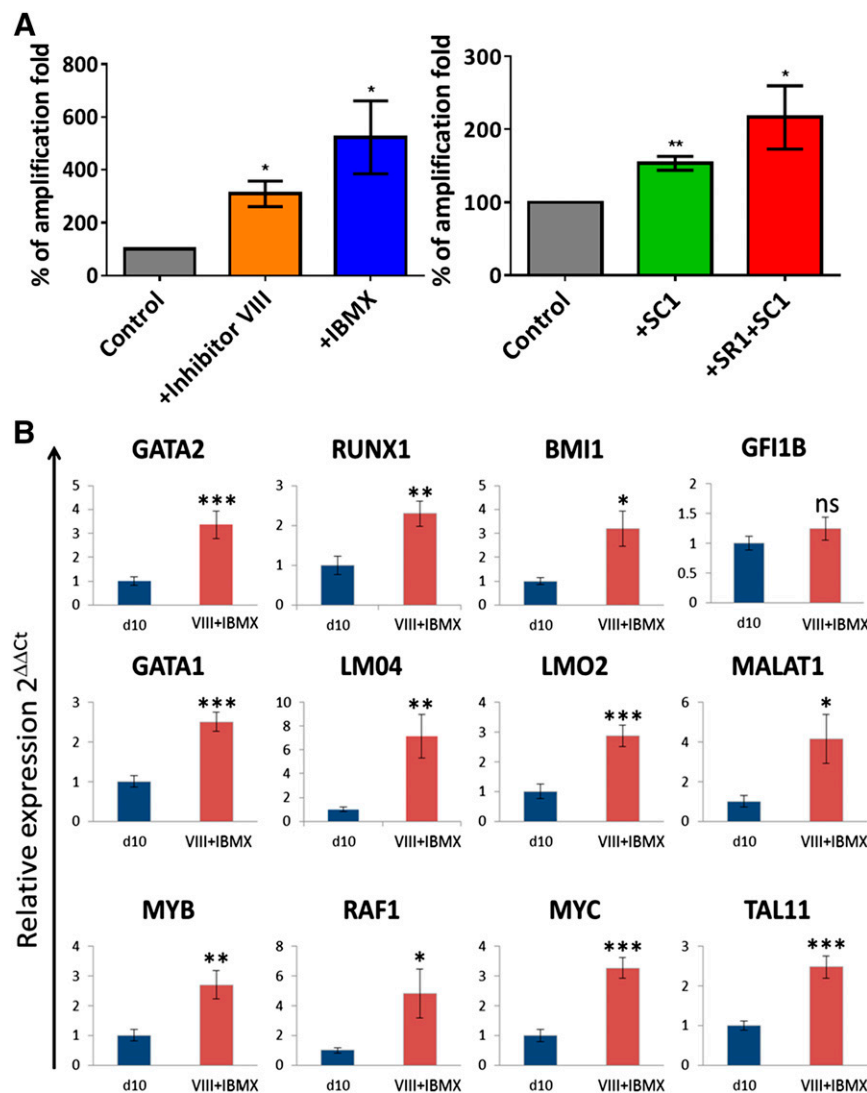 A
% of amplification fold
800
600
400
200
0
*
*
Control
+Inhibitor VIII
+IBMX
% of amplification fold
300
200
100
0
**
*
Control
+SC1
+SR1+SC1
B
Relative expression 2^ΔΔCt
GATA2
5
4
3
2
1
0
***
d10 VIII+IBMX
RUNX1
3
2
1
0
**
d10 VIII+IBMX
BMI1
5
4
3
2
1
0
*
d10 VIII+IBMX
GFI1B
2
1.5
1
0.5
0
ns
d10 VIII+IBMX
GATA1
3
2
1
0
***
d10 VIII+IBMX
LM04
10
8
6
4
2
0
**
d10 VIII+IBMX
LMO2
4
3
2
1
0
***
d10 VIII+IBMX
MALAT1
6
4
2
0
*
d10 VIII+IBMX
MYB
4
3
2
1
0
**
d10 VIII+IBMX
RAF1
8
6
4
2
0
*
d10 VIII+IBMX
MYC
4
3
2
1
0
***
d10 VIII+IBMX
TAL11
3
2
1
0
***
d10 VIII+IBMX